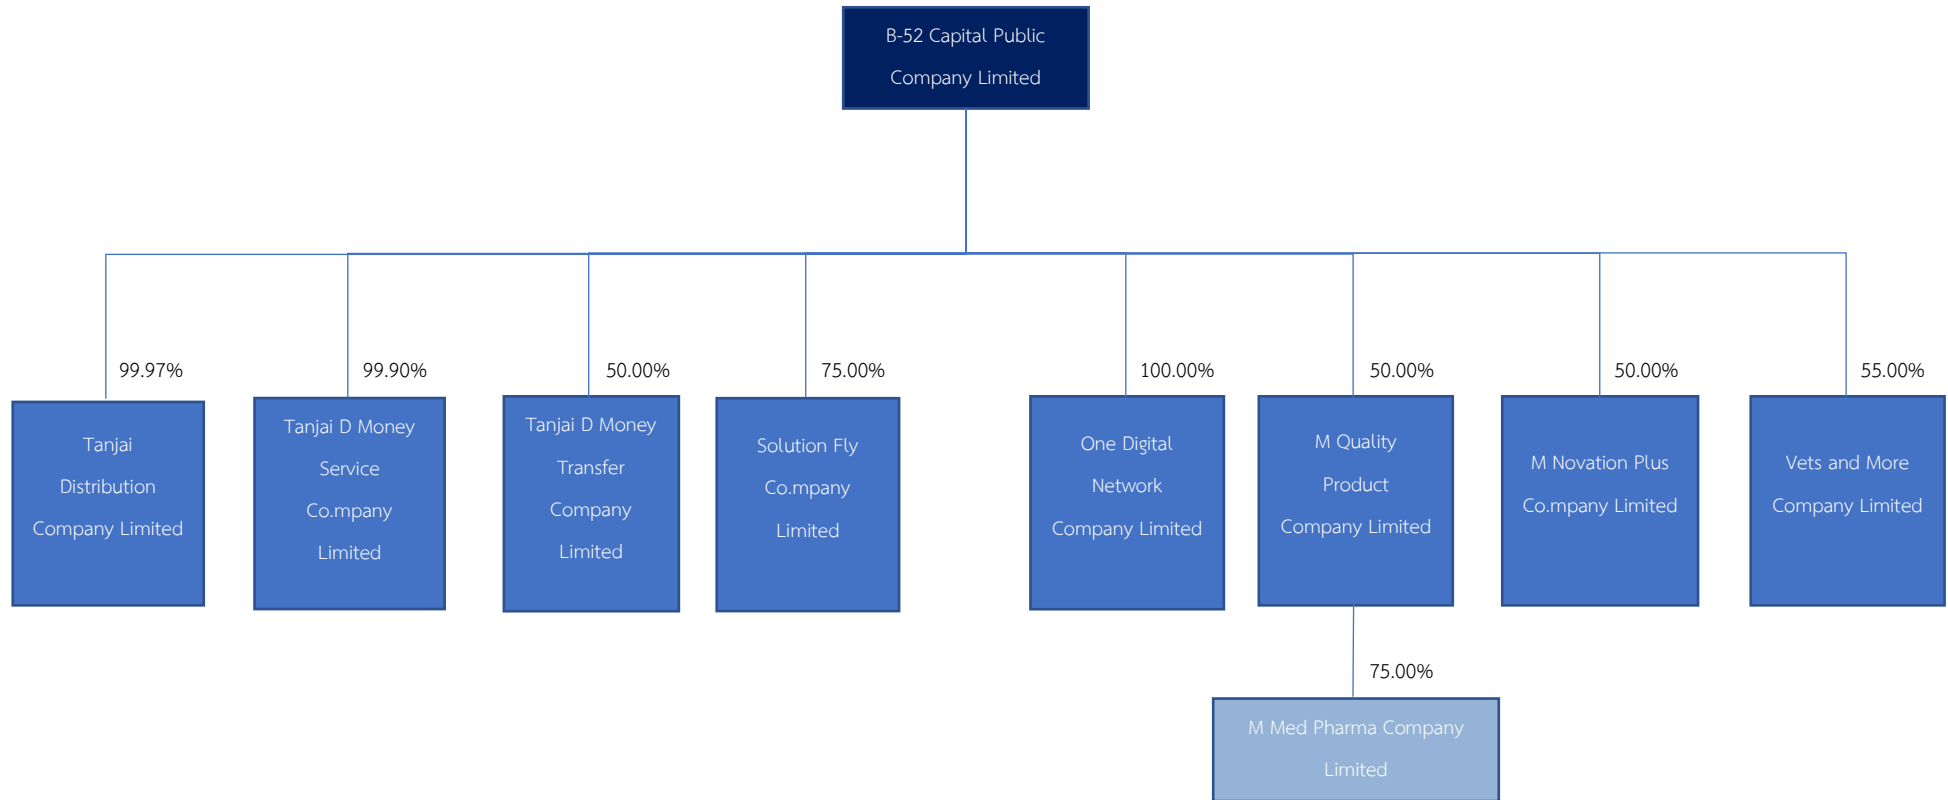 B-52 Capital Public
Company Limited
99.97%
99.90%
50.00%
75.00%
100.00%
50.00%
50.00%
55.00%
Tanjai
Distribution
Company Limited
Tanjai D Money
Service
Co.mpany
Limited
Tanjai D Money
Transfer
Company
Limited
Solution Fly
Co.mpany
Limited
One Digital
Network
Company Limited
M Quality
Product
Company Limited
M Novation Plus
Co.mpany Limited
Vets and More
Company Limited
75.00%
M Med Pharma Company
Limited